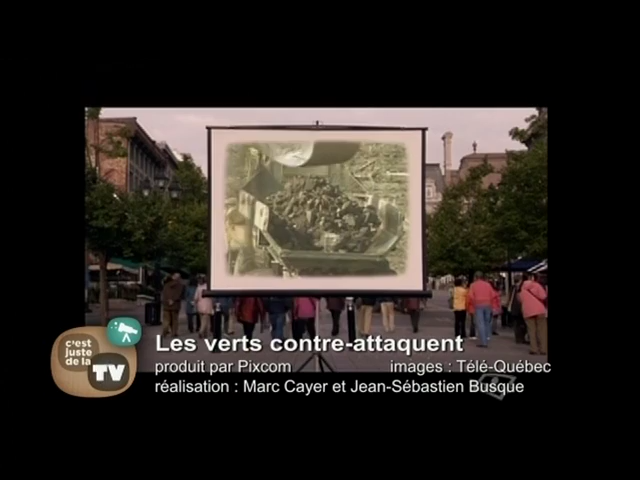 Les verts contre-attaquent
produit par Pixcom images : Télé-Québec
réalisation : Marc Cayer et Jean-Sébastien Busque
c'est
juste
de la
TV